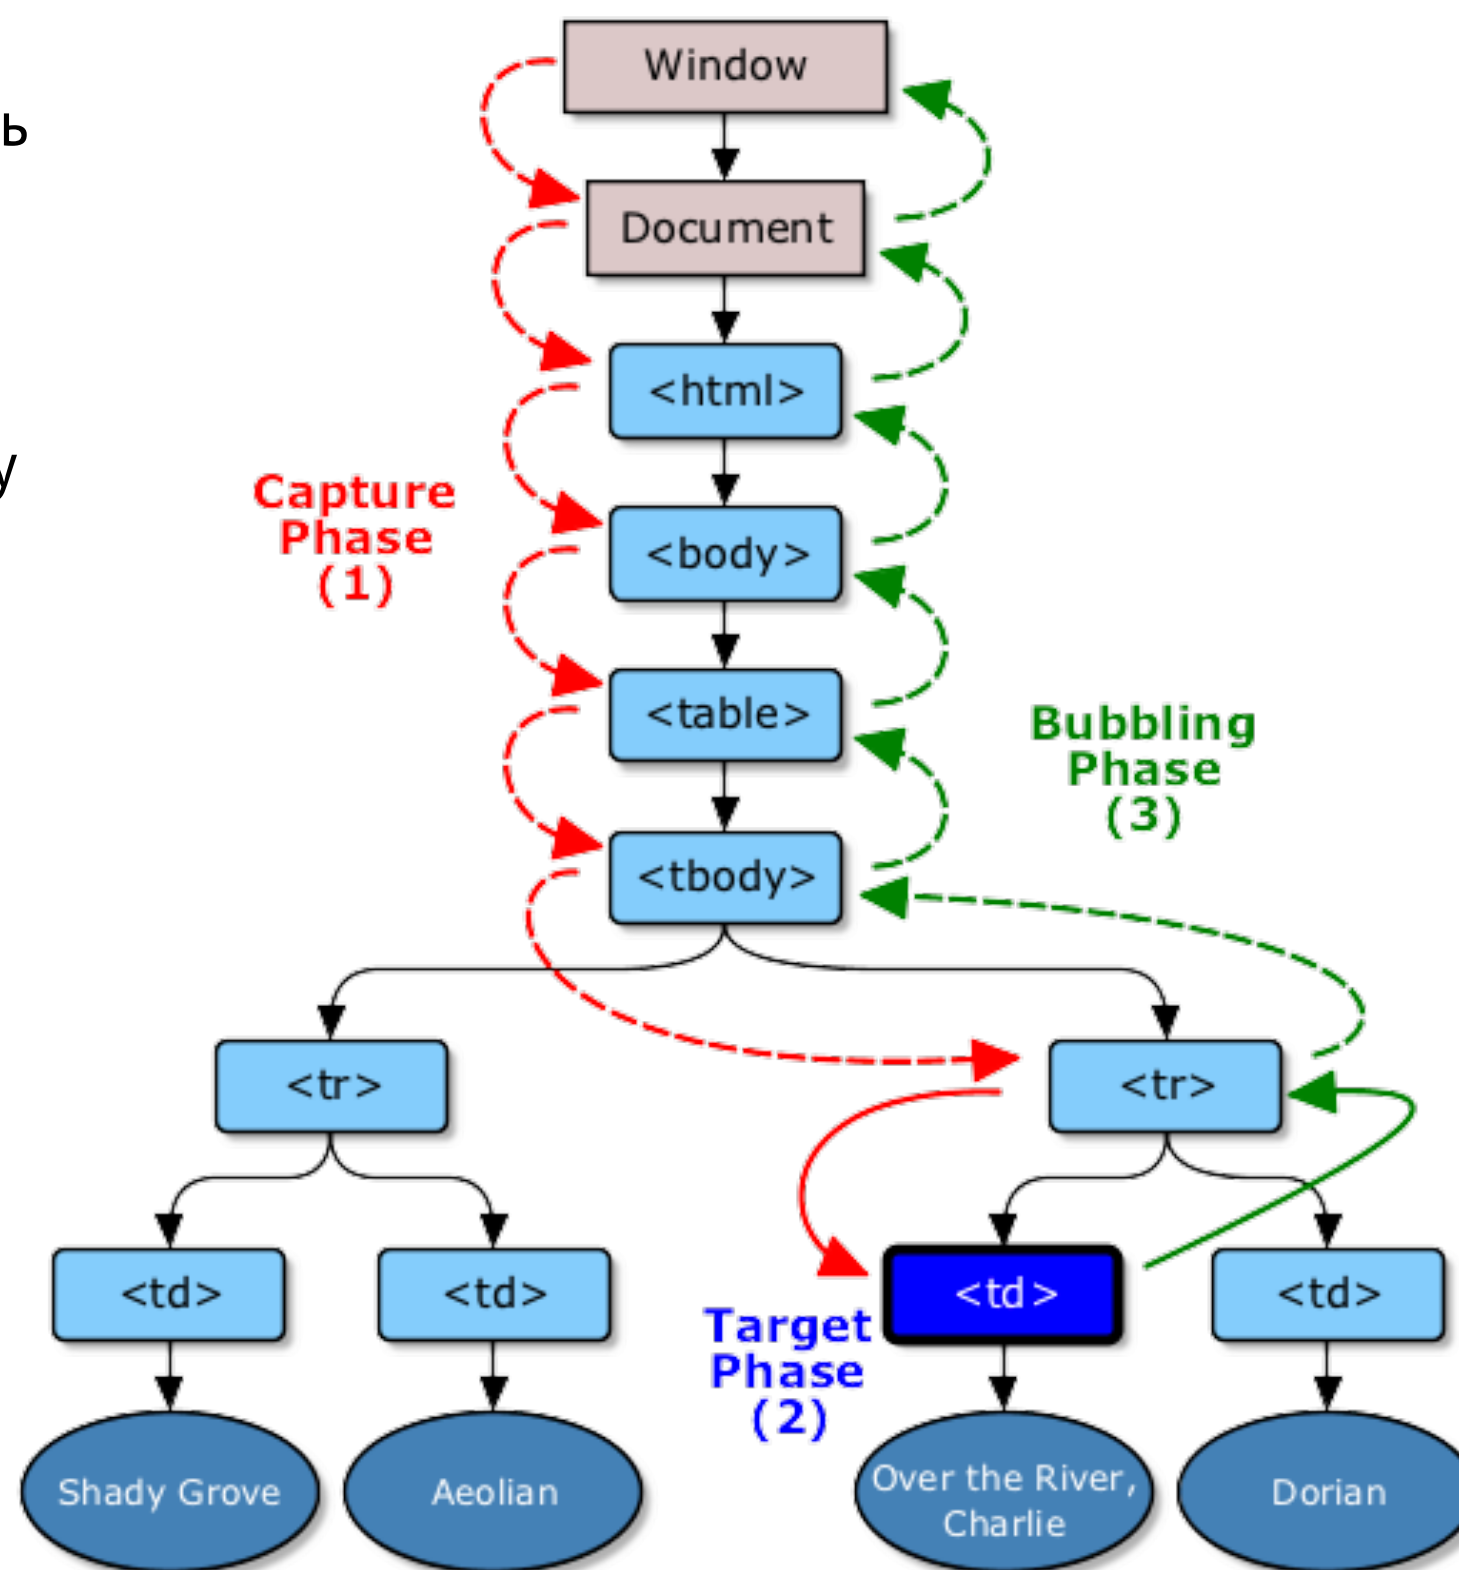 Window
ь
Document
<html>
у
Capture
Phase
(1)
<body>
<table>
Bubbling
Phase
(3)
<tbody>
<tr>
<tr>
<td>
<td>
<td>
<td>
Target
Phase
(2)
Shady Grove
Aeolian
Over the River,
Charlie
Dorian